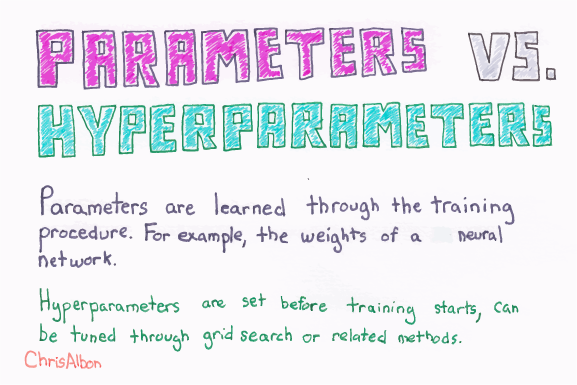 PARAMETERS VS.
HYPERPARAMETERS
Parameters are learned through the training
procedure. For example, the weights of a neural
network.
Hyperparameters are set before training starts, can
be tuned through grid search or related methods.
ChrisAlbon